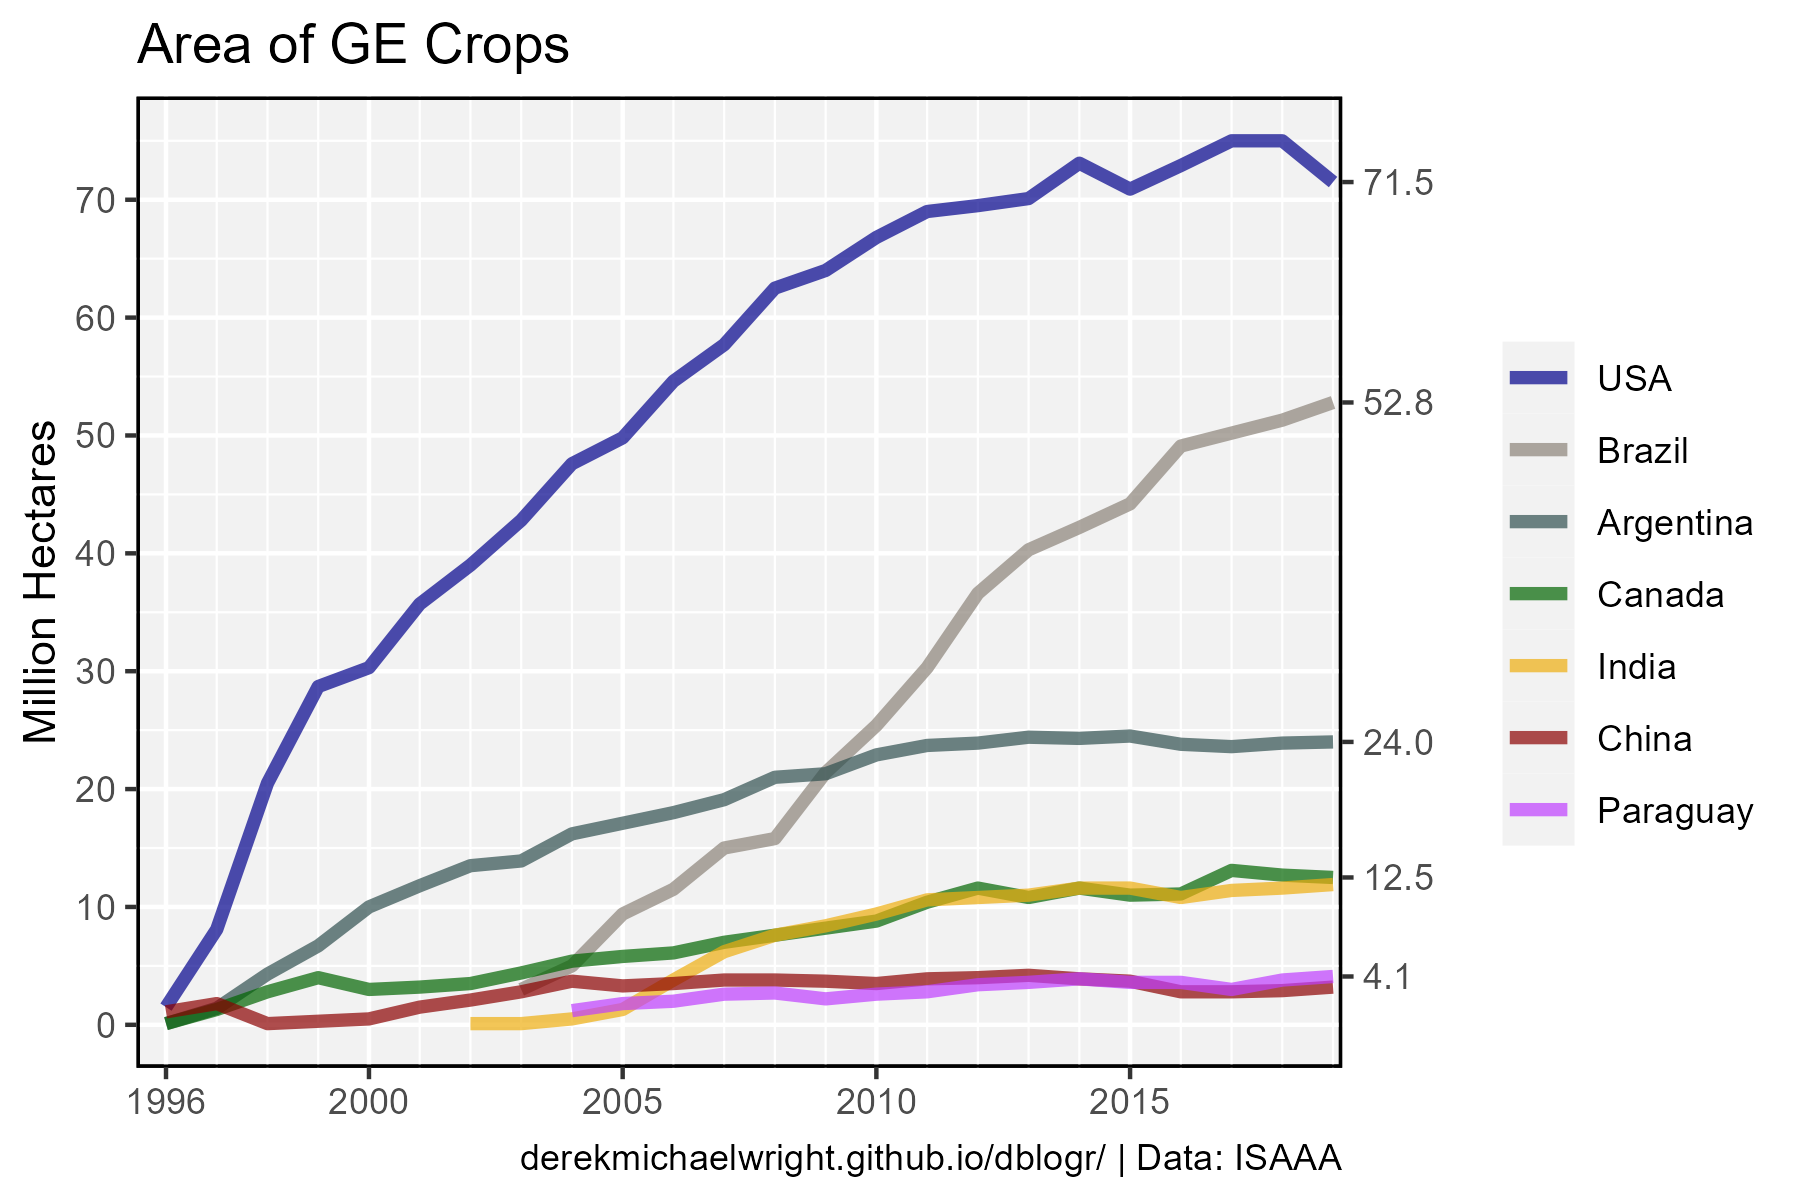 Area of GE Crops
Million Hectares
70
60
50
40
30
20
10
0
71.5
52.8
24.0
12.5
4.1
1996
2000
2005
2010
2015
USA
Brazil
Argentina
Canada
India
China
Paraguay
derekmichaelwright.github.io/dblogr/ | Data: ISAAA